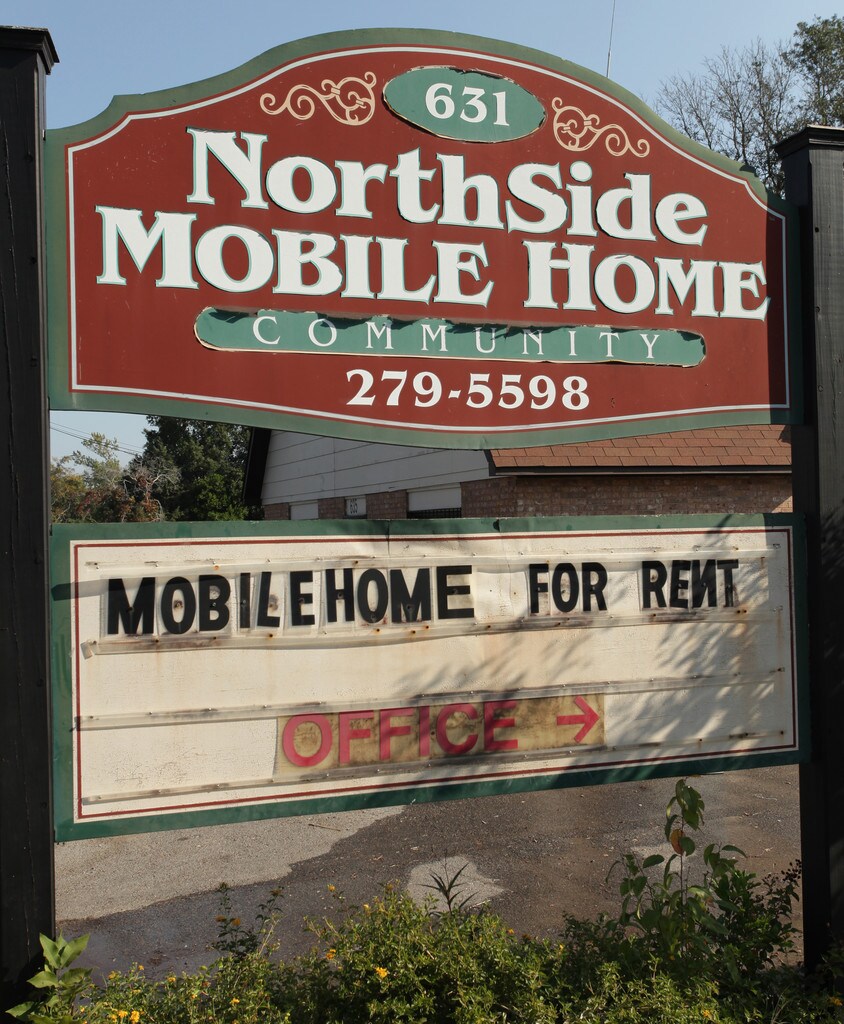 631
NorthSide
MOBILE HOME
COMMUNITY
279-5598
MOBILEHOME FOR RENT
OFFICE →